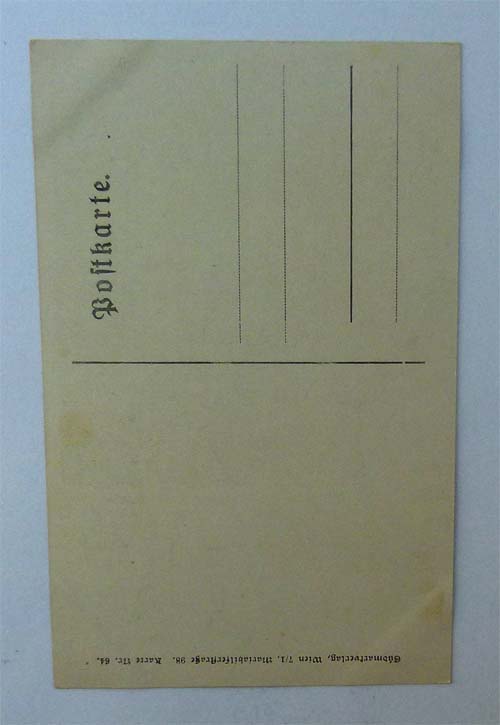 Postkarte.
Südmarkverlag, Wien 7/1, Mariahilferstraße 98. Karte Nr. 64.